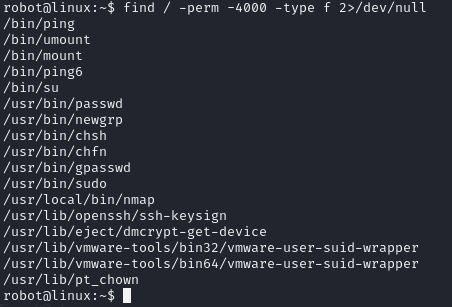 robot@linux:~$ find / -perm -4000 -type f 2>/dev/null
/bin/ping
/bin/umount
/bin/mount
/bin/ping6
/bin/su
/usr/bin/passwd
/usr/bin/newgrp
/usr/bin/chsh
/usr/bin/chfn
/usr/bin/gpasswd
/usr/bin/sudo
/usr/local/bin/nmap
/usr/lib/openssh/ssh-keysign
/usr/lib/eject/dmcrypt-get-device
/usr/lib/vmware-tools/bin32/vmware-user-suid-wrapper
/usr/lib/vmware-tools/bin64/vmware-user-suid-wrapper
/usr/lib/pt_chown
robot@linux:~$